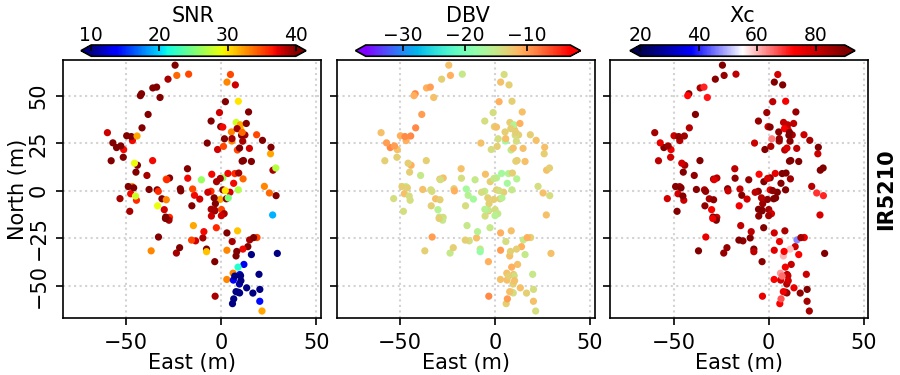 SNR DBV Xc
10 20 30 40 −30 −20 −10 20 40 60 80
50
25
0
−25
−50
North (m)
−50 0 50 −50 0 50 −50 0 50
East (m) East (m) East (m)
IR5210